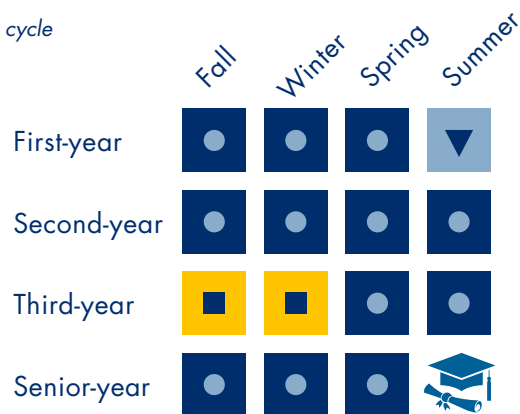 cycle
Fall Winter Spring Summer
First-year
Second-year
Third-year
Senior-year